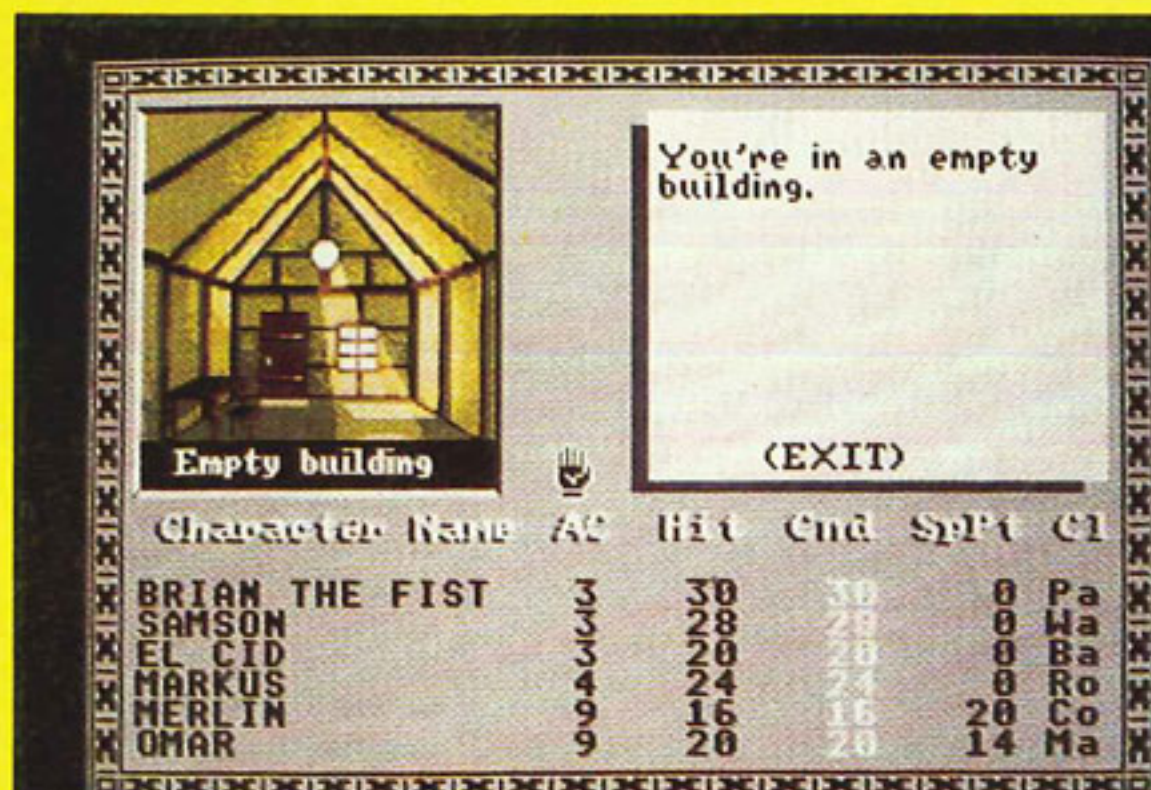 You're in an empty
building.
(EXIT)
Empty building
Character Name AC Hit Cnd SplPt Cl
BRIAN THE FIST 3 30 30 0 Pa
SAMSON 3 28 28 0 Wa
EL CID 3 20 20 0 Ba
MARKUS 4 24 24 0 Ro
MERLIN 9 16 16 20 Co
OMAR 9 20 20 14 Ma